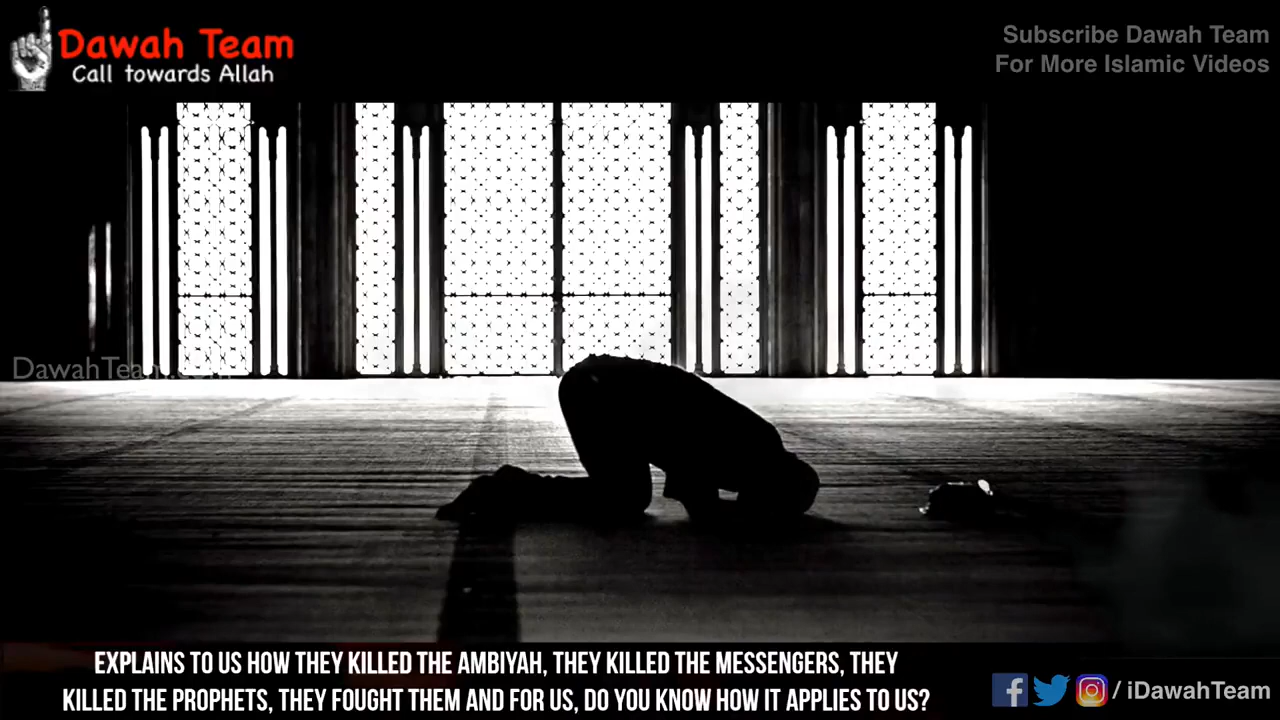 Dawah Team
Call towards Allah
Subscribe Dawah Team
For More Islamic Videos
DawahTeam.com
EXPLAINS TO US HOW THEY KILLED THE AMBIYAH, THEY KILLED THE MESSENGERS, THEY
KILLED THE PROPHETS, THEY FOUGHT THEM AND FOR US, DO YOU KNOW HOW IT APPLIES TO US?
/ iDawahTeam